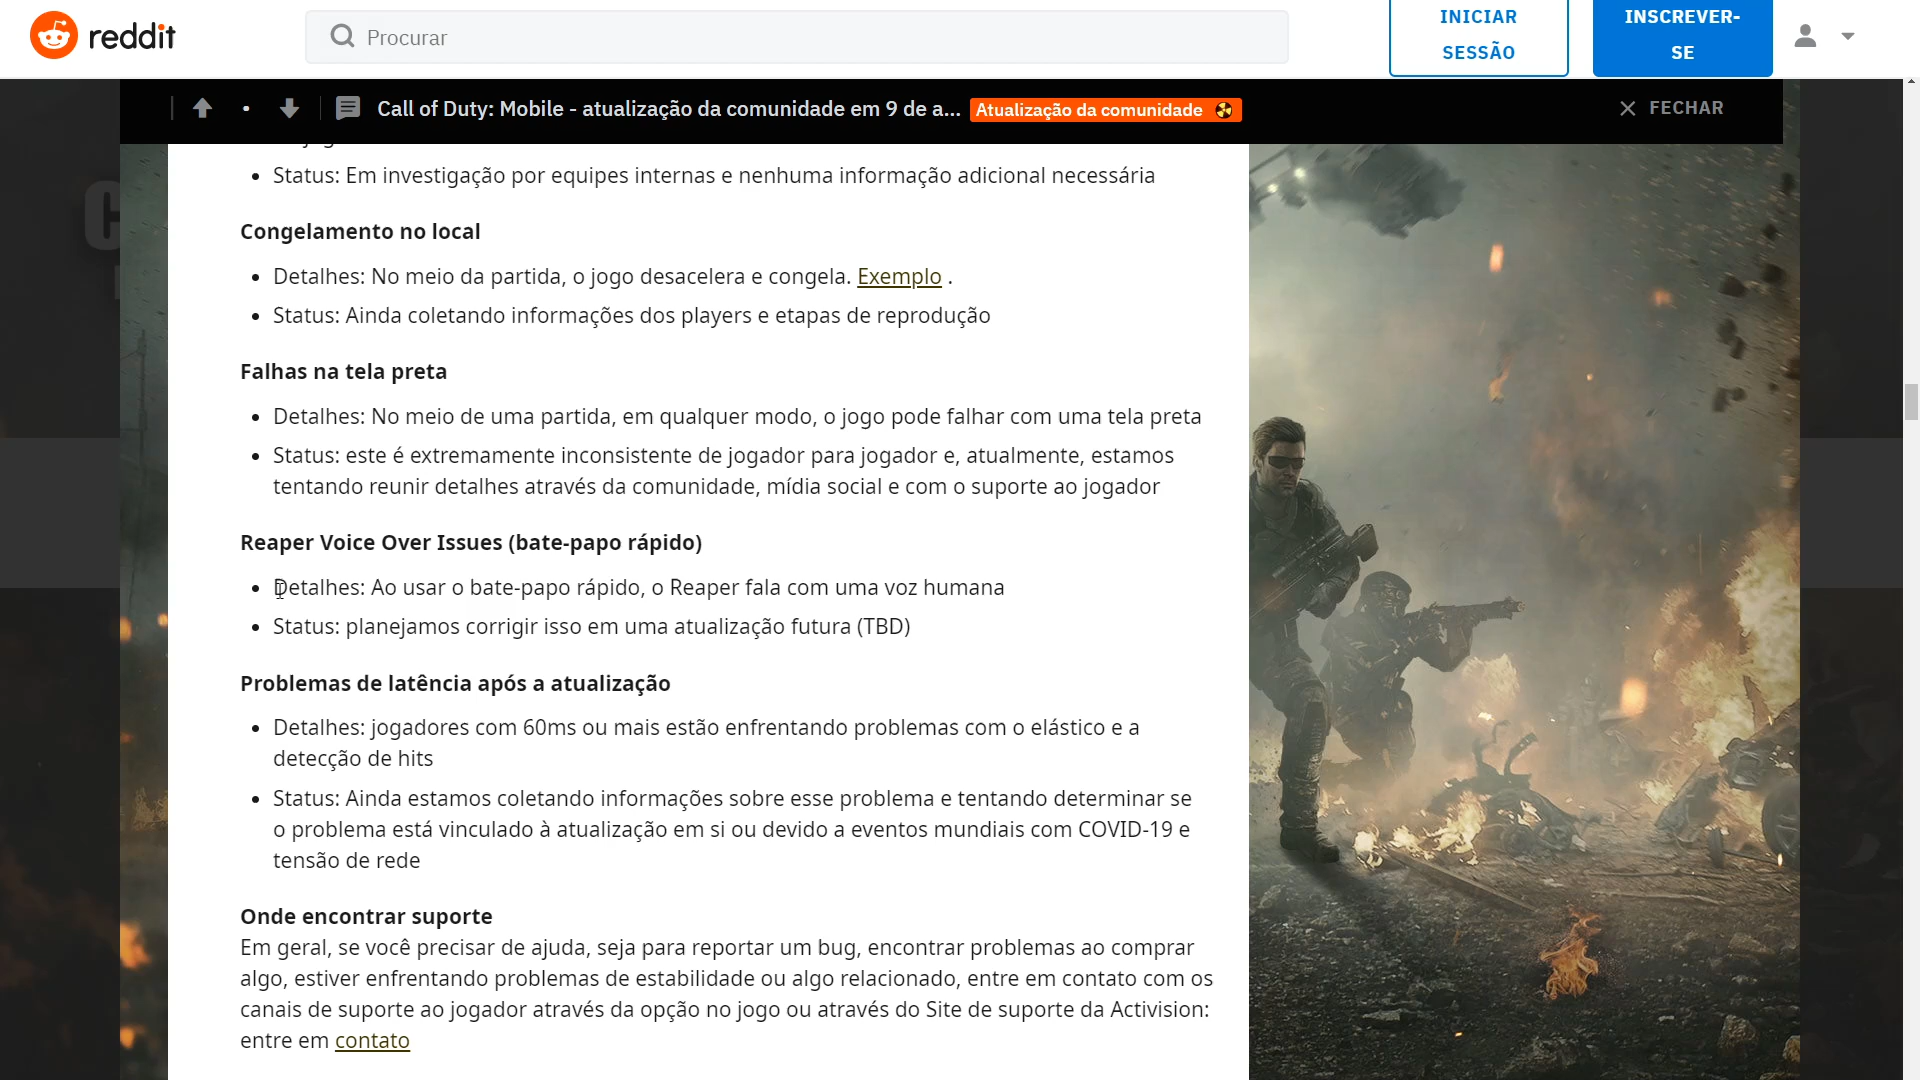 reddit
Procurar
INICIAR
SESSÃO
INSCREVER-
SE
Call of Duty: Mobile - atualização da comunidade em 9 de a...
Atualização da comunidade
FECHAR
Status: Em investigação por equipes internas e nenhuma informação adicional necessária
Congelamento no local
Detalhes: No meio da partida, o jogo desacelera e congela. Exemplo .
Status: Ainda coletando informações dos players e etapas de reprodução
Falhas na tela preta
Detalhes: No meio de uma partida, em qualquer modo, o jogo pode falhar com uma tela preta
Status: este é extremamente inconsistente de jogador para jogador e, atualmente, estamos
tentando reunir detalhes através da comunidade, mídia social e com o suporte ao jogador
Reaper Voice Over Issues (bate-papo rápido)
Detalhes: Ao usar o bate-papo rápido, o Reaper fala com uma voz humana
Status: planejamos corrigir isso em uma atualização futura (TBD)
Problemas de latência após a atualização
Detalhes: jogadores com 60ms ou mais estão enfrentando problemas com o elástico e a
detecção de hits
Status: Ainda estamos coletando informações sobre esse problema e tentando determinar se
o problema está vinculado à atualização em si ou devido a eventos mundiais com COVID-19 e
tensão de rede
Onde encontrar suporte
Em geral, se você precisar de ajuda, seja para reportar um bug, encontrar problemas ao comprar
algo, estiver enfrentando problemas de estabilidade ou algo relacionado, entre em contato com os
canais de suporte ao jogador através da opção no jogo ou através do Site de suporte da Activision:
entre em contato